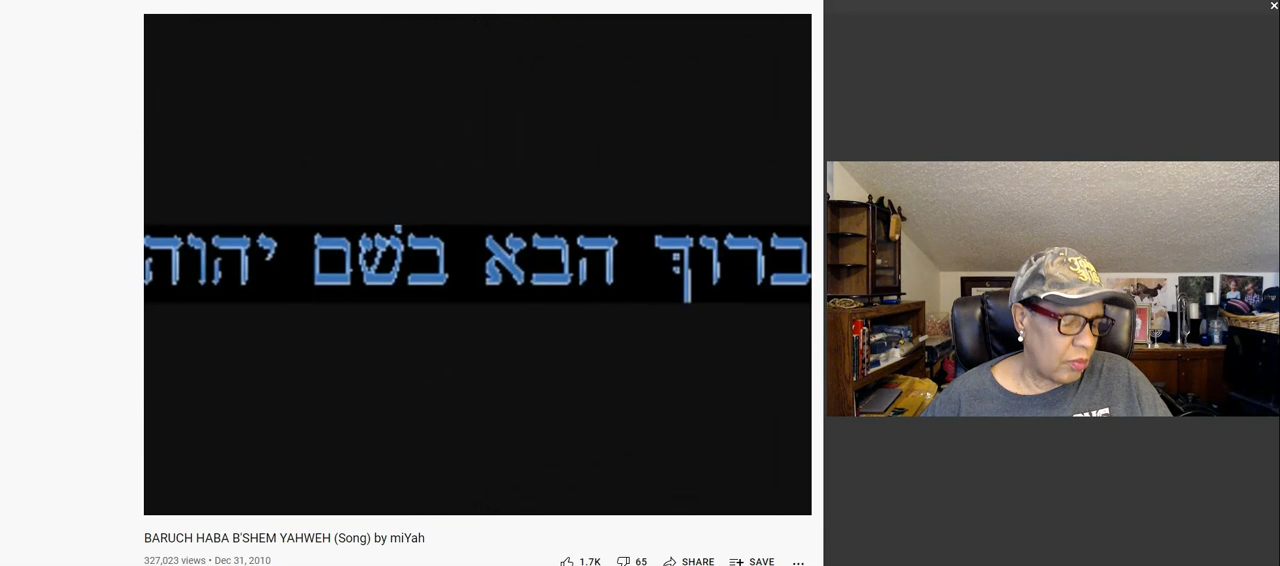 ברוךְ הבא בשׁם יהוה
BARUCH HABA B'SHEM YAHWEH (Song) by miYah
327,023 views • Dec 31, 2010
1.7K 65 SHARE SAVE